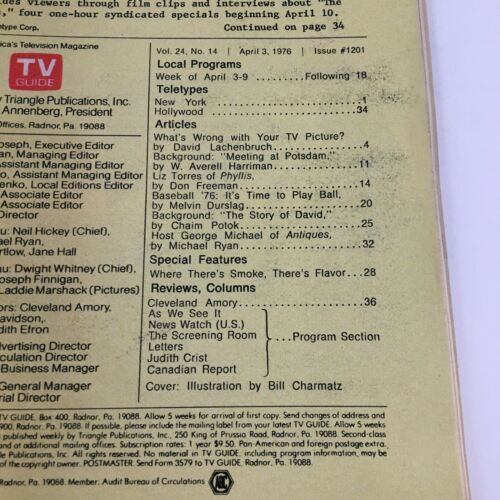 des viewers through film clips and interviews about "The
s," four one-hour syndicated specials beginning April 10.
etype Corp.
Continued on page 34
ica's Television Magazine
TV
GUIDE
Triangle Publications, Inc.
Annenberg, President
Offices, Radnor, Pa. 19088
oseph, Executive Editor
an, Managing Editor
Assistant Managing Editor
o, Assistant Managing Editor
enko, Local Editions Editor
Associate Editor
Associate Editor
Director
u: Neil Hickey (Chief),
ael Ryan,
rtlow, Jane Hall
au: Dwight Whitney (Chief),
oseph Finnigan,
Laddie Marshack (Pictures)
ors: Cleveland Amory,
Davidson,
dith Efron
dvertising Director
culation Director
Business Manager
General Manager
rial Director
Vol. 24, No. 14 | April 3, 1976 | Issue #1201
Local Programs
Week of April 3-9 ..........Following 18
Teletypes
New York ..........1
Hollywood ..........34
Articles
What's Wrong with Your TV Picture?
by David Lachenbruch..........4
Background: "Meeting at Potsdam,"
by W. Averell Harriman..........11
Liz Torres of Phyllis,
by Don Freeman..........14
Baseball '76: It's Time to Play Ball,
by Melvin Durslag..........20
Background: "The Story of David,"
by Chaim Potok..........25
Host George Michael of Antiques,
by Michael Ryan..........32
Special Features
Where There's Smoke, There's Flavor...28
Reviews, Columns
Cleveland Amory..........36
As We See It
News Watch (U.S.)
The Screening Room
Letters
Judith Crist
Canadian Report
...Program Section
Cover: Illustration by Bill Charmatz
TV GUIDE, Box 400, Radnor, Pa. 19088. Allow 5 weeks for arrival of first copy. Send changes of address and
900, Radnor, Pa. 19088. If possible, please include the mailing label from your latest TV GUIDE. Allow 5 weeks
published weekly by Triangle Publications, Inc., 250 King of Prussia Road, Radnor, Pa. 19088. Second-class
and at additional mailing offices. Subscription rates: 1 year $9.50. Pan-American and foreign postage extra.
le Publications, Inc. All rights reserved. No material in TV GUIDE, including program information, may be
of the copyright owner. POSTMASTER: Send Form 3579 to TV GUIDE, Radnor, Pa. 19088.
Radnor, Pa. 19088. Member: Audit Bureau of Circulations